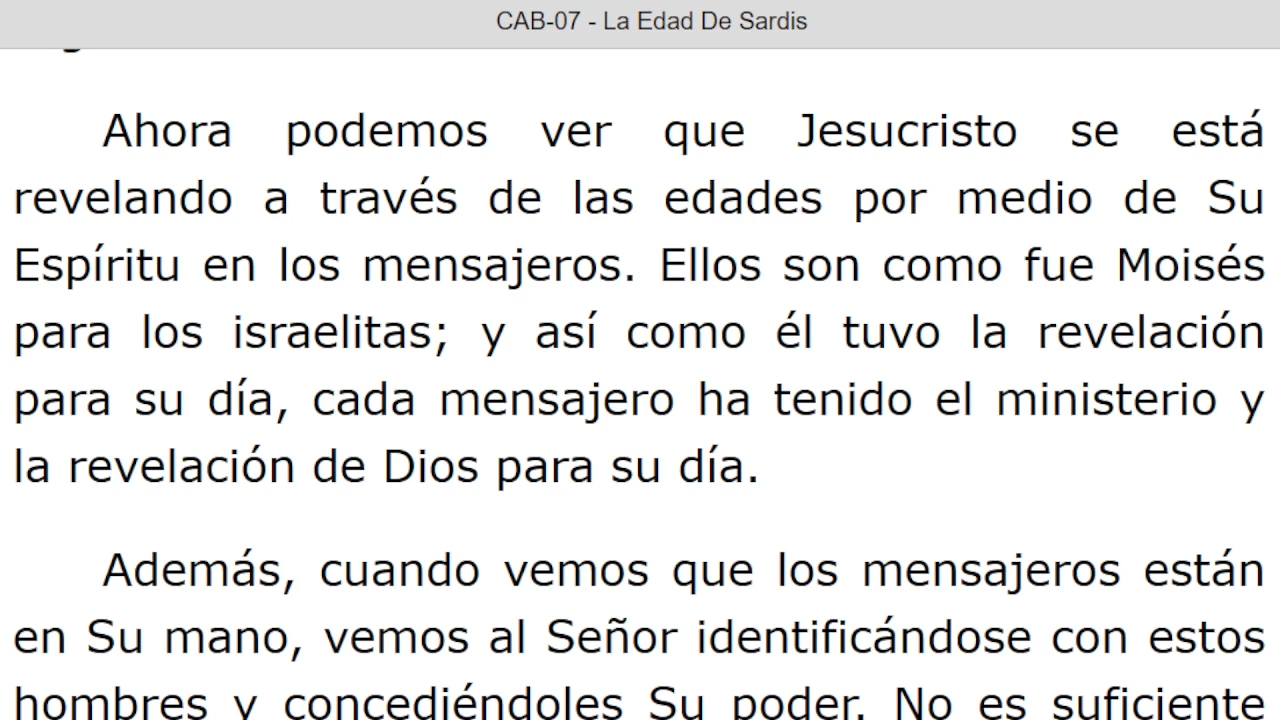 CAB-07 - La Edad De Sardis
Ahora podemos ver que Jesucristo se está
revelando a través de las edades por medio de Su
Espíritu en los mensajeros. Ellos son como fue Moisés
para los israelitas; y así como él tuvo la revelación
para su día, cada mensajero ha tenido el ministerio y
la revelación de Dios para su día.
Además, cuando vemos que los mensajeros están
en Su mano, vemos al Señor identificándose con estos
hombres y concediéndoles Su poder. No es suficiente